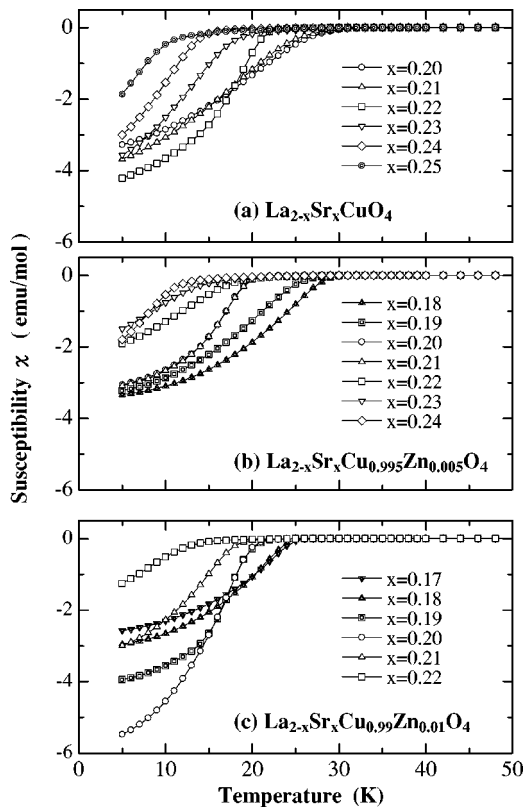 Susceptibility χ ( emu/mol)
0
-2
-4
-6
x=0.20
x=0.21
x=0.22
x=0.23
x=0.24
x=0.25
(a) La₂₋ₓSrₓCuO₄
0
-2
-4
-6
x=0.18
x=0.19
x=0.20
x=0.21
x=0.22
x=0.23
x=0.24
(b) La₂₋ₓSrₓCu₀.₉₉₅Zn₀.₀₀₅O₄
0
-2
-4
-6
x=0.17
x=0.18
x=0.19
x=0.20
x=0.21
x=0.22
(c) La₂₋ₓSrₓCu₀.₉₉Zn₀.₀₁O₄
0 10 20 30 40 50
Temperature (K)